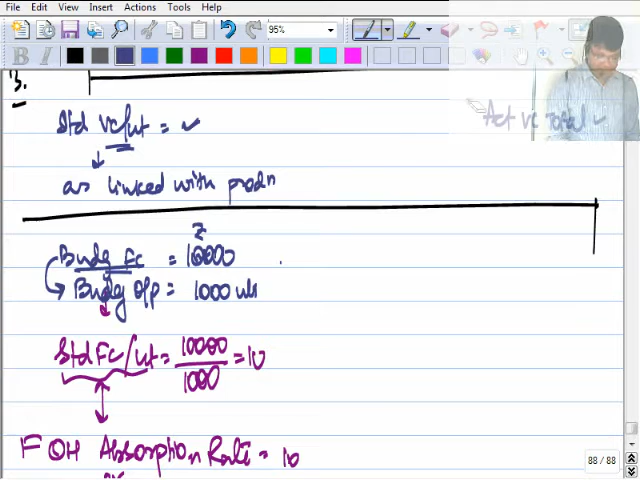 File Edit View Insert Actions Tools Help
95%
B I U
3.
Std vc/ut = ✓
Act vc Total ✓
as linked with prodn
Budg Fc = 10000
Budg Opp = 1000 uts
Std Fc/ut = 10000/1000 = 10
FOH Absorption Rate = 10
88 / 88